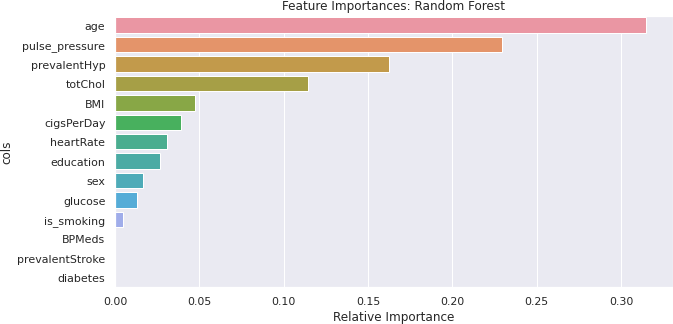 Feature Importances: Random Forest
cols
age
pulse_pressure
prevalentHyp
totChol
BMI
cigsPerDay
heartRate
education
sex
glucose
is_smoking
BPMeds
prevalentStroke
diabetes
0.00 0.05 0.10 0.15 0.20 0.25 0.30
Relative Importance